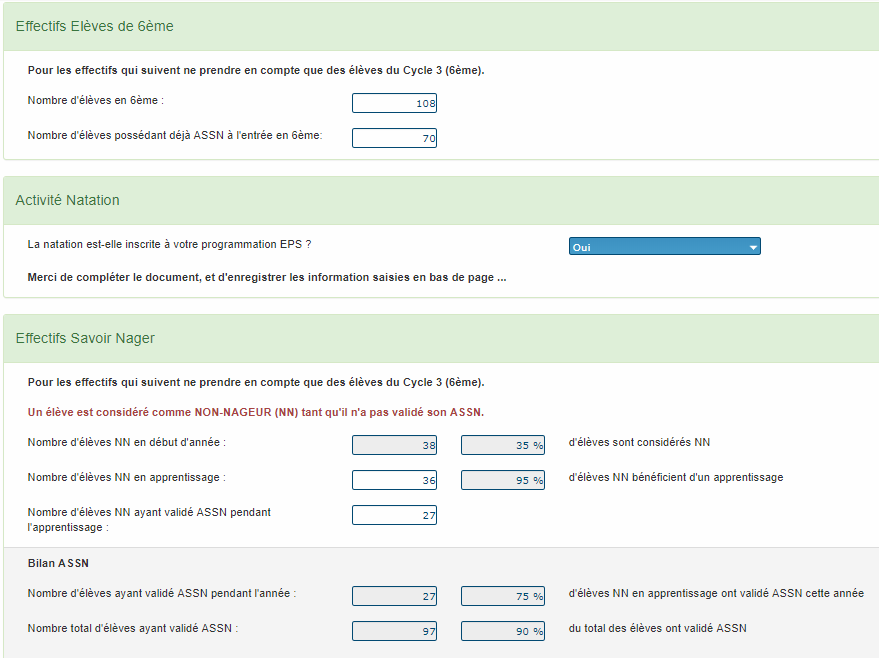 Effectifs Elèves de 6ème
Pour les effectifs qui suivent ne prendre en compte que des élèves du Cycle 3 (6ème).
Nombre d'élèves en 6ème : 108
Nombre d'élèves possédant déjà ASSN à l'entrée en 6ème: 70
Activité Natation
La natation est-elle inscrite à votre programmation EPS ? Oui
Merci de compléter le document, et d'enregistrer les information saisies en bas de page ...
Effectifs Savoir Nager
Pour les effectifs qui suivent ne prendre en compte que des élèves du Cycle 3 (6ème).
Un élève est considéré comme NON-NAGEUR (NN) tant qu'il n'a pas validé son ASSN.
Nombre d'élèves NN en début d'année : 38 35 % d'élèves sont considérés NN
Nombre d'élèves NN en apprentissage : 36 95 % d'élèves NN bénéficient d'un apprentissage
Nombre d'élèves NN ayant validé ASSN pendant
l'apprentissage : 27
Bilan ASSN
Nombre d'élèves ayant validé ASSN pendant l'année : 27 75 % d'élèves NN en apprentissage ont validé ASSN cette année
Nombre total d'élèves ayant validé ASSN : 97 90 % du total des élèves ont validé ASSN